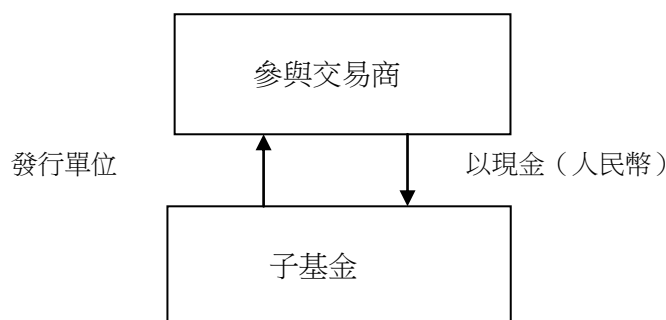 參與交易商
發行單位
以現金（人民幣）
子基金